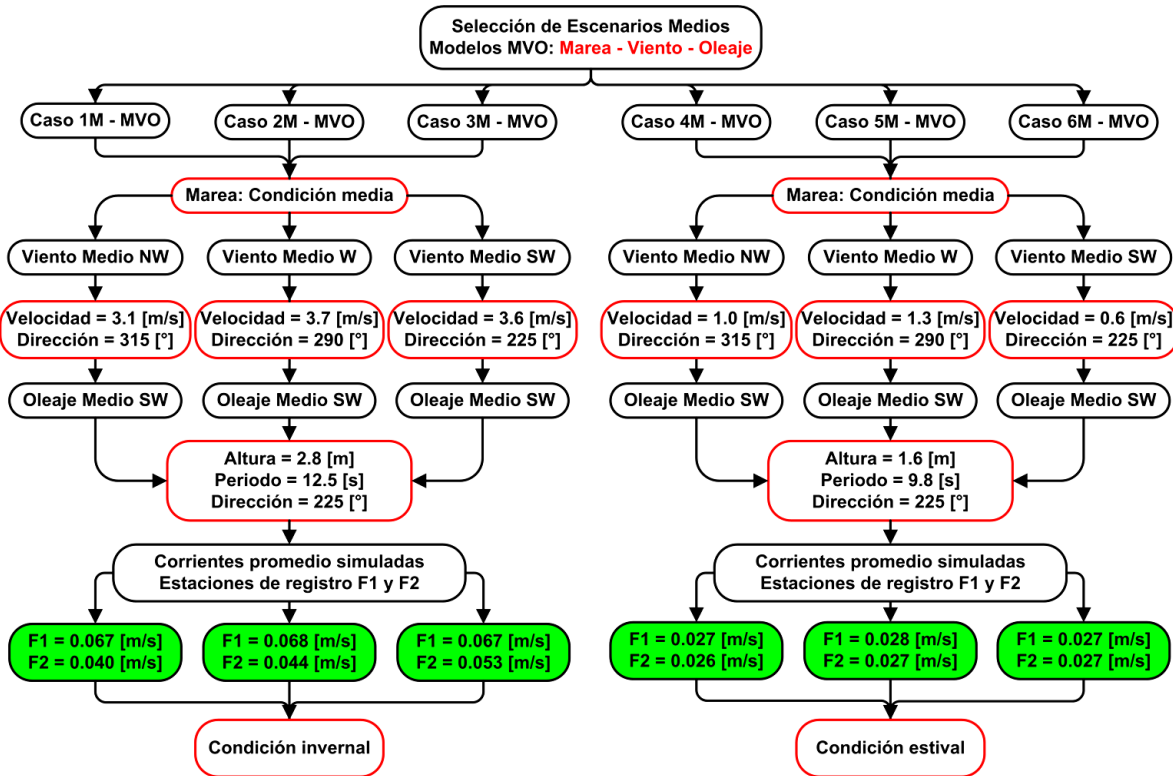 Selección de Escenarios Medios
Modelos MVO: Marea - Viento - Oleaje
Caso 1M - MVO
Caso 2M - MVO
Caso 3M - MVO
Caso 4M - MVO
Caso 5M - MVO
Caso 6M - MVO
Marea: Condición media
Marea: Condición media
Viento Medio NW
Viento Medio W
Viento Medio SW
Viento Medio NW
Viento Medio W
Viento Medio SW
Velocidad = 3.1 [m/s]
Dirección = 315 [°]
Velocidad = 3.7 [m/s]
Dirección = 290 [°]
Velocidad = 3.6 [m/s]
Dirección = 225 [°]
Velocidad = 1.0 [m/s]
Dirección = 315 [°]
Velocidad = 1.3 [m/s]
Dirección = 290 [°]
Velocidad = 0.6 [m/s]
Dirección = 225 [°]
Oleaje Medio SW
Oleaje Medio SW
Oleaje Medio SW
Oleaje Medio SW
Oleaje Medio SW
Oleaje Medio SW
Altura = 2.8 [m]
Periodo = 12.5 [s]
Dirección = 225 [°]
Altura = 1.6 [m]
Periodo = 9.8 [s]
Dirección = 225 [°]
Corrientes promedio simuladas
Estaciones de registro F1 y F2
Corrientes promedio simuladas
Estaciones de registro F1 y F2
F1 = 0.067 [m/s]
F2 = 0.040 [m/s]
F1 = 0.068 [m/s]
F2 = 0.044 [m/s]
F1 = 0.067 [m/s]
F2 = 0.053 [m/s]
F1 = 0.027 [m/s]
F2 = 0.026 [m/s]
F1 = 0.028 [m/s]
F2 = 0.027 [m/s]
F1 = 0.027 [m/s]
F2 = 0.027 [m/s]
Condición invernal
Condición estival